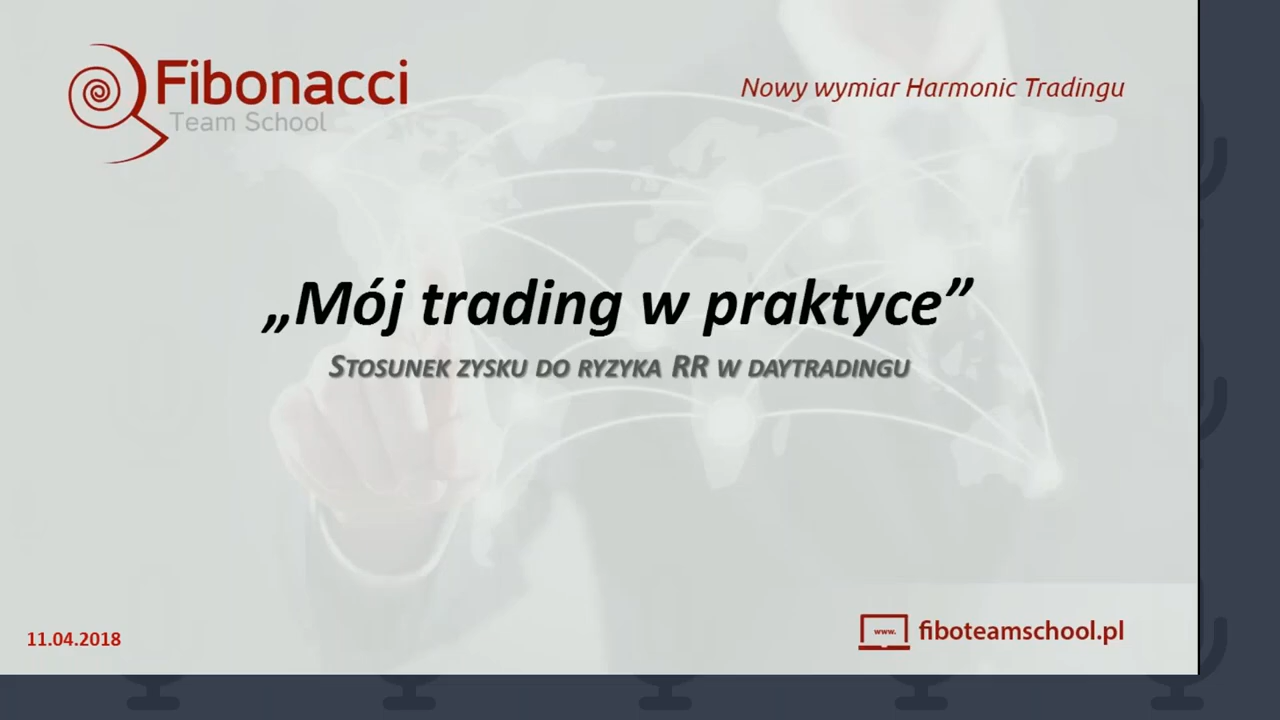 Fibonacci
Team School
Nowy wymiar Harmonic Tradingu
„Mój trading w praktyce”
Stosunek zysku do ryzyka RR w daytradingu
11.04.2018
www.
fiboteamschool.pl